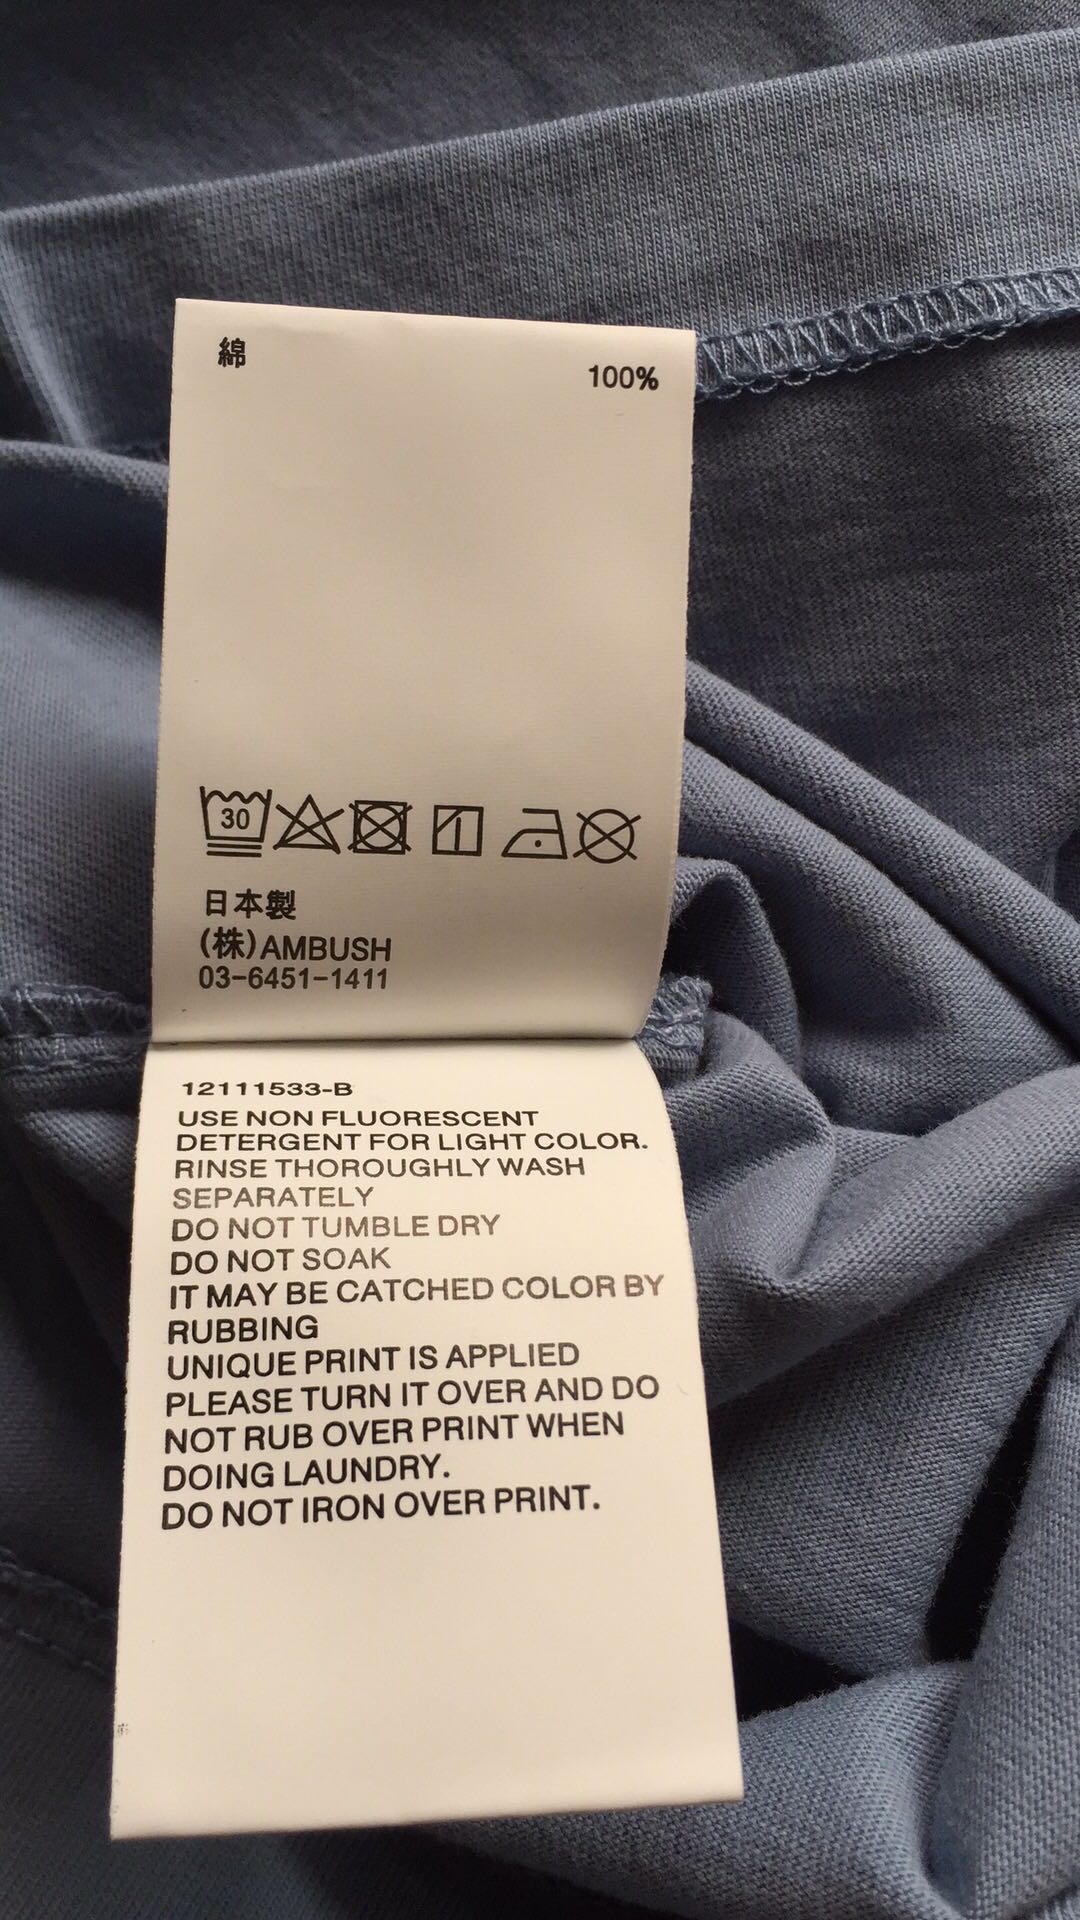 綿 100%
30
日本製
(株)AMBUSH
03-6451-1411
12111533-B
USE NON FLUORESCENT
DETERGENT FOR LIGHT COLOR.
RINSE THOROUGHLY WASH
SEPARATELY
DO NOT TUMBLE DRY
DO NOT SOAK
IT MAY BE CATCHED COLOR BY
RUBBING
UNIQUE PRINT IS APPLIED
PLEASE TURN IT OVER AND DO
NOT RUB OVER PRINT WHEN
DOING LAUNDRY.
DO NOT IRON OVER PRINT.